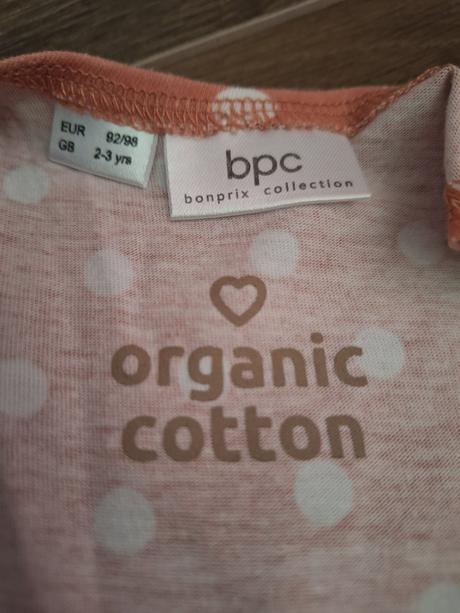 EUR 92/98
GB 2-3 yrs
bpc
bonprix collection
organic
cotton